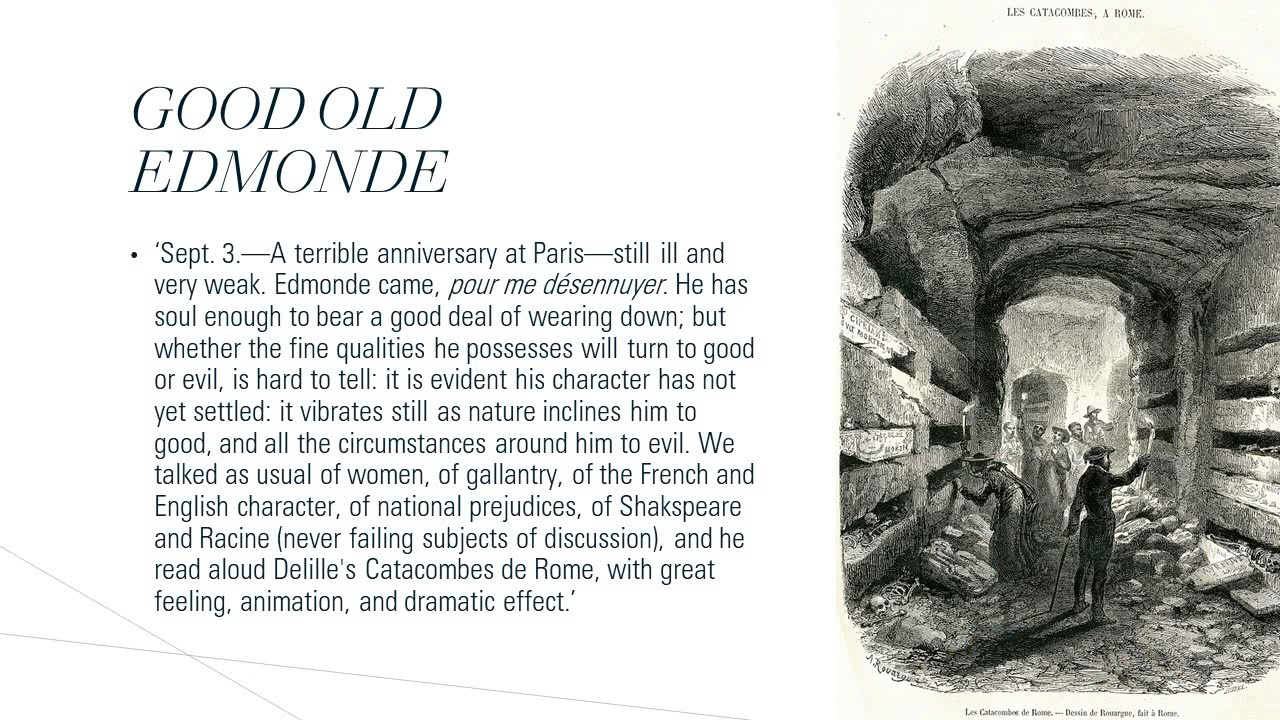 LES CATACOMBES, A ROME.
GOOD OLD
EDMONDE
• ‘Sept. 3.—A terrible anniversary at Paris—still ill and
very weak. Edmonde came, pour me désennuyer. He has
soul enough to bear a good deal of wearing down; but
whether the fine qualities he possesses will turn to good
or evil, is hard to tell: it is evident his character has not
yet settled: it vibrates still as nature inclines him to
good, and all the circumstances around him to evil. We
talked as usual of women, of gallantry, of the French and
English character, of national prejudices, of Shakspeare
and Racine (never failing subjects of discussion), and he
read aloud Delille's Catacombes de Rome, with great
feeling, animation, and dramatic effect.’
A. Rouargue
Les Catacombes de Rome. — Dessin de Rouargue, fait à Rome.